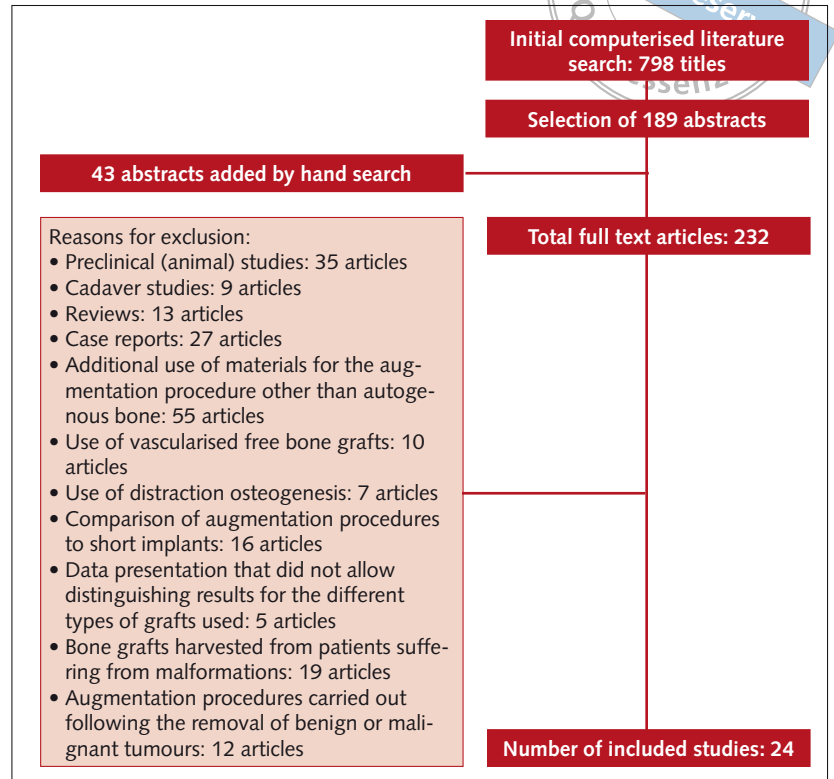 Initial computerised literature
search: 798 titles
Selection of 189 abstracts
43 abstracts added by hand search
Total full text articles: 232
Reasons for exclusion:
• Preclinical (animal) studies: 35 articles
• Cadaver studies: 9 articles
• Reviews: 13 articles
• Case reports: 27 articles
• Additional use of materials for the aug-
mentation procedure other than autoge-
nous bone: 55 articles
• Use of vascularised free bone grafts: 10
articles
• Use of distraction osteogenesis: 7 articles
• Comparison of augmentation procedures
to short implants: 16 articles
• Data presentation that did not allow
distinguishing results for the different
types of grafts used: 5 articles
• Bone grafts harvested from patients suffe-
ring from malformations: 19 articles
• Augmentation procedures carried out
following the removal of benign or mali-
gnant tumours: 12 articles
Number of included studies: 24